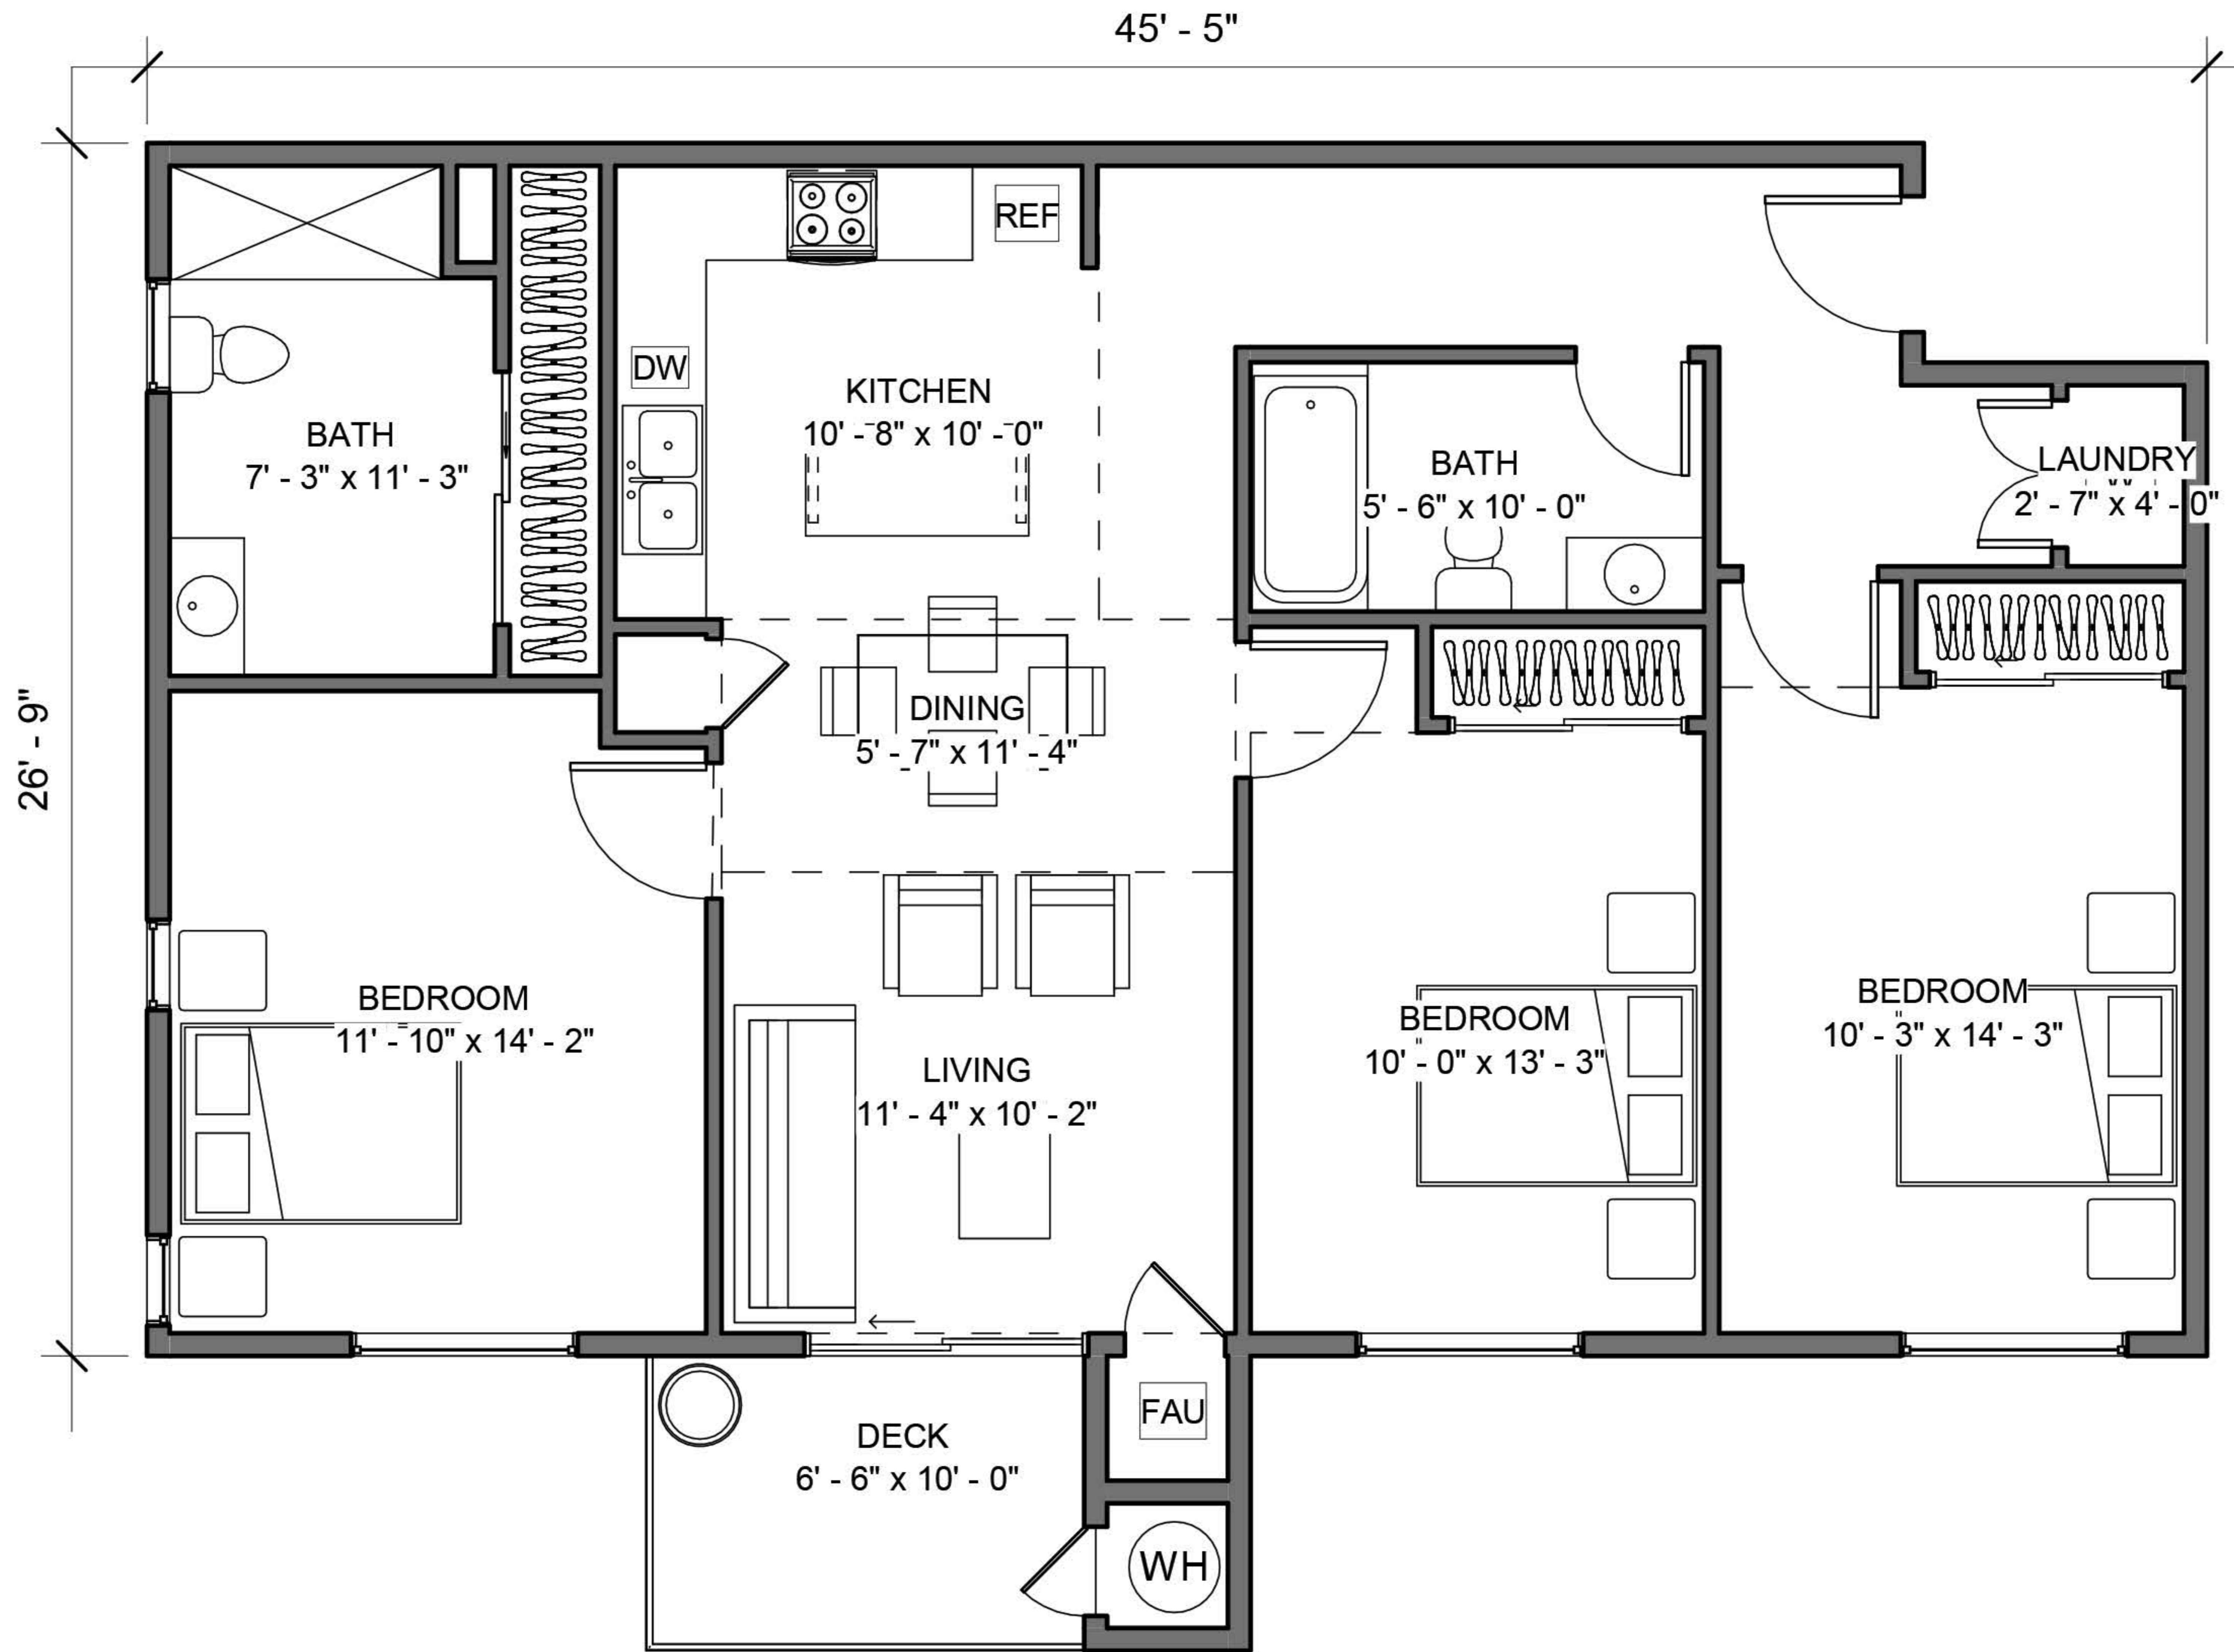 45' - 5"
26' - 9"
REF
DW
KITCHEN
10' - 8" x 10' - 0"
BATH
7' - 3" x 11' - 3"
BATH
5' - 6" x 10' - 0"
LAUNDRY
2' - 7" x 4' - 0"
DINING
5' - 7" x 11' - 4"
BEDROOM
11' - 10" x 14' - 2"
LIVING
11' - 4" x 10' - 2"
BEDROOM
10' - 0" x 13' - 3"
BEDROOM
10' - 3" x 14' - 3"
FAU
DECK
6' - 6" x 10' - 0"
WH